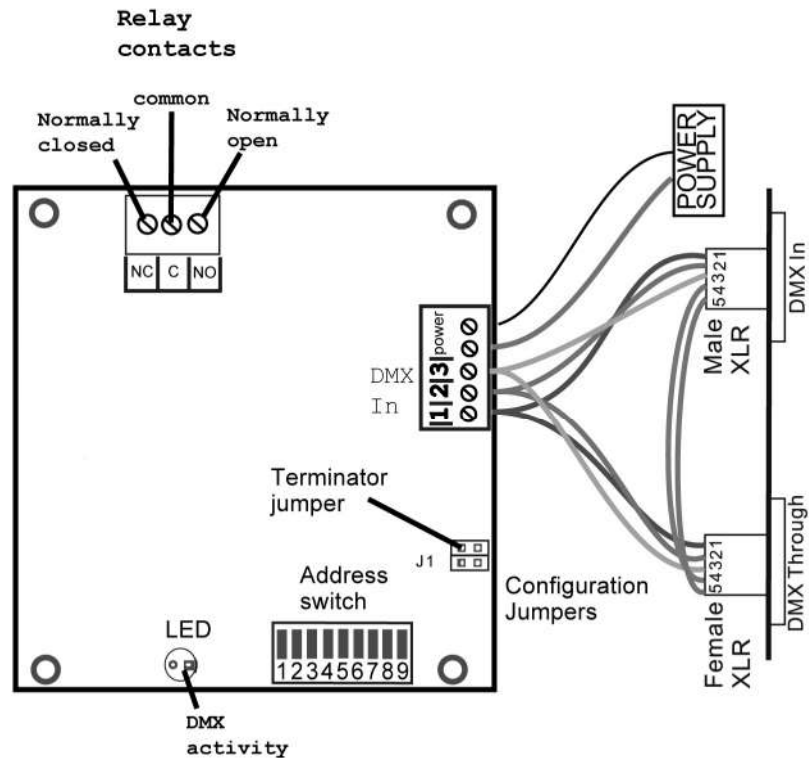 Relay
contacts
common
Normally
closed
Normally
open
NC C NO
POWER
SUPPLY
DMX In
54321
Male
XLR
DMX
In
|1|2|3|power
Terminator
jumper
J1
Address
switch
Configuration
Jumpers
54321
Female
XLR
DMX Through
LED
123456789
DMX
activity